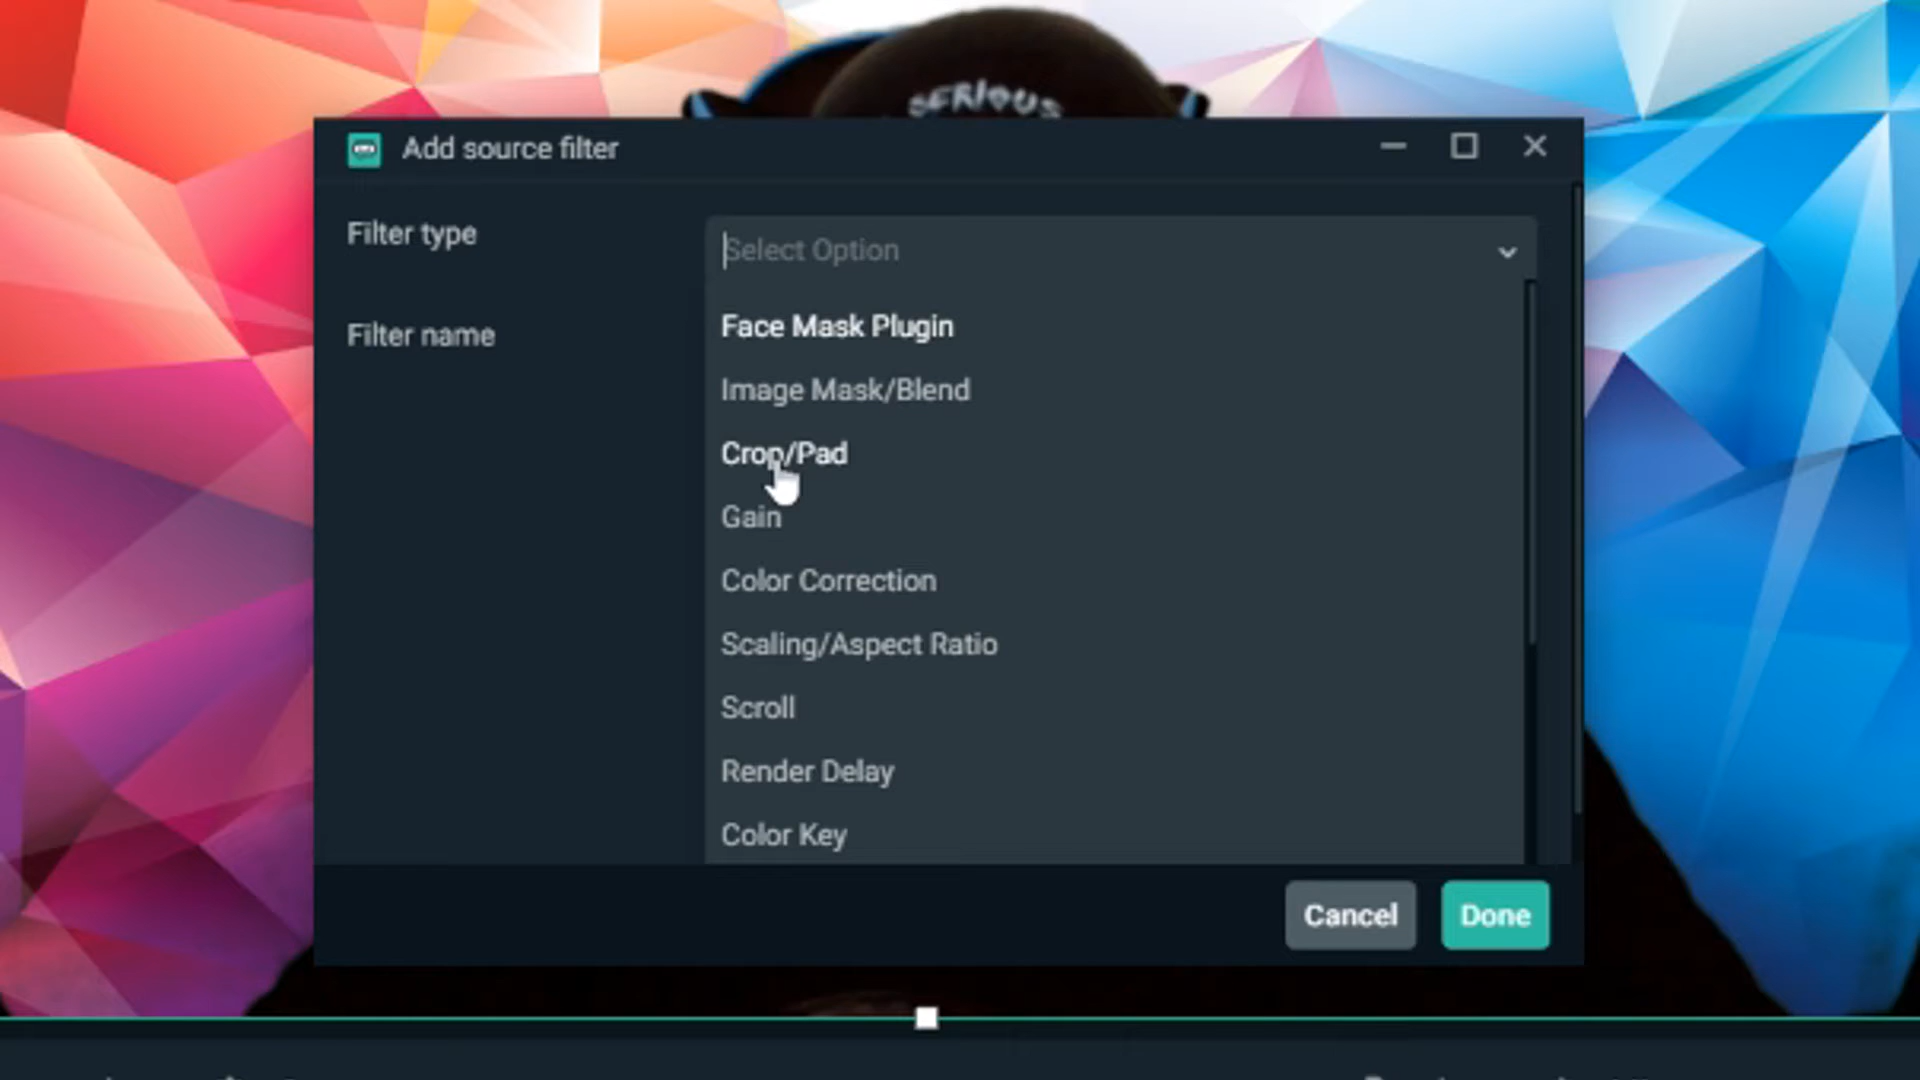 SERIOUS
Add source filter
Filter type
Select Option
Face Mask Plugin
Filter name
Image Mask/Blend
Crop/Pad
Gain
Color Correction
Scaling/Aspect Ratio
Scroll
Render Delay
Color Key
Cancel
Done